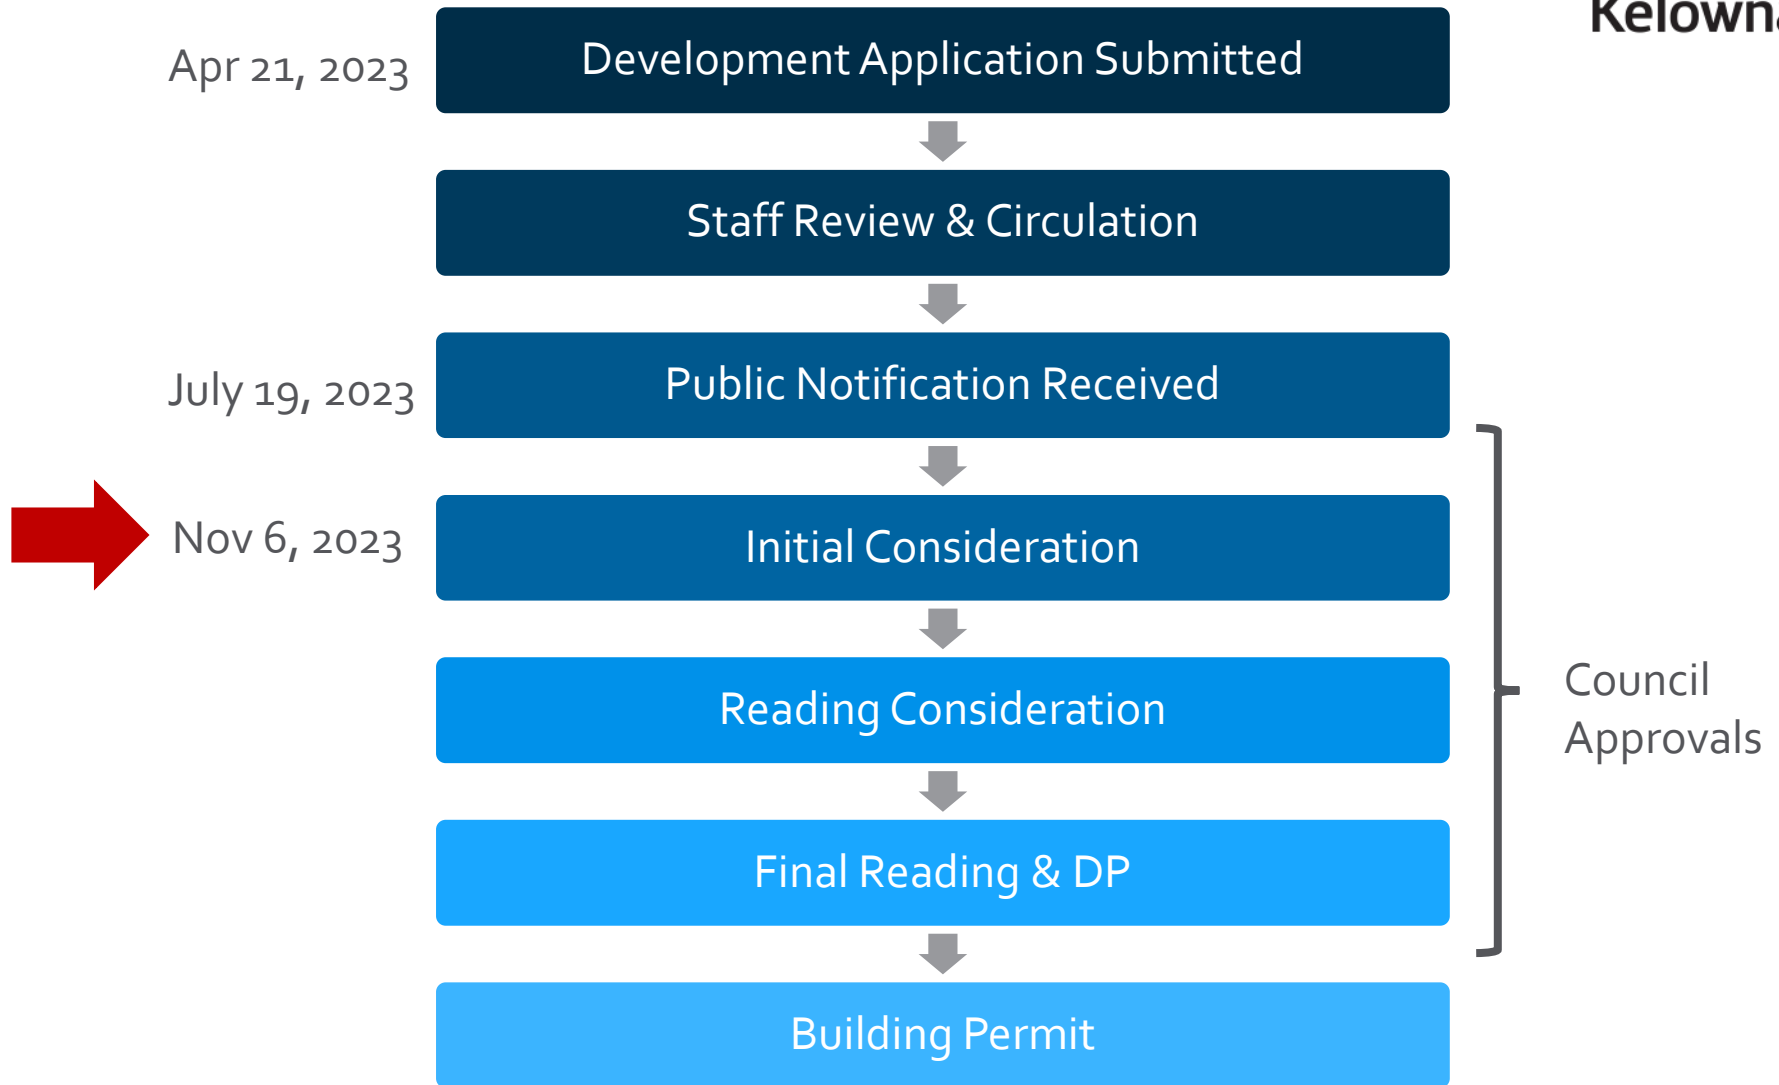 Kelowna
Apr 21, 2023
Development Application Submitted
Staff Review & Circulation
July 19, 2023
Public Notification Received
Nov 6, 2023
Initial Consideration
Reading Consideration
Council
Approvals
Final Reading & DP
Building Permit